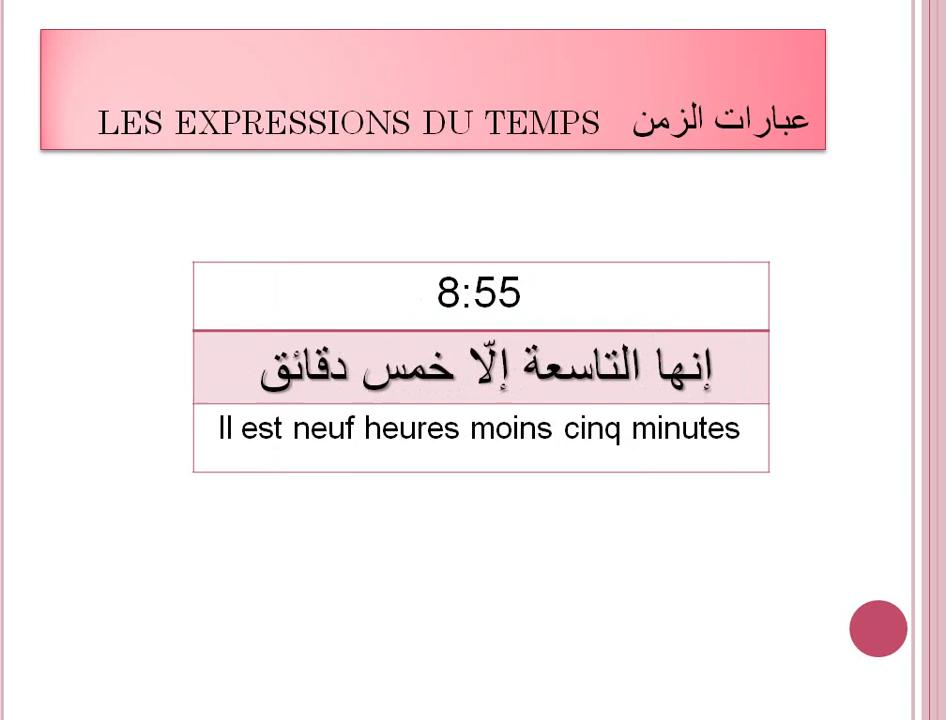 LES EXPRESSIONS DU TEMPS عبارات الزمن
8:55
إنها التاسعة إلّا خمس دقائق
Il est neuf heures moins cinq minutes